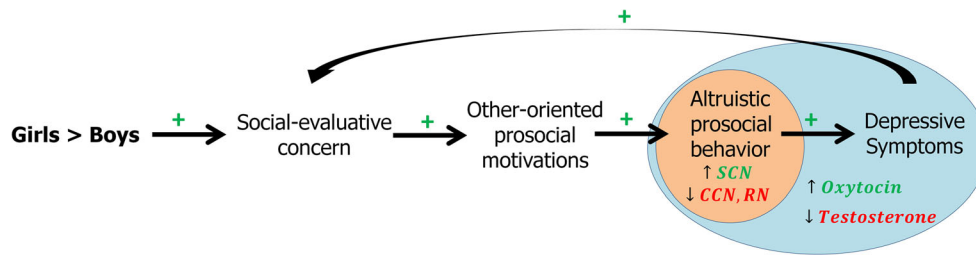 +
Girls > Boys
+
Social-evaluative
concern
+
Other-oriented
prosocial
motivations
+
Altruistic
prosocial
behavior
↑ SCN
↓ CCN, RN
+
Depressive
Symptoms
↑ Oxytocin
↓ Testosterone